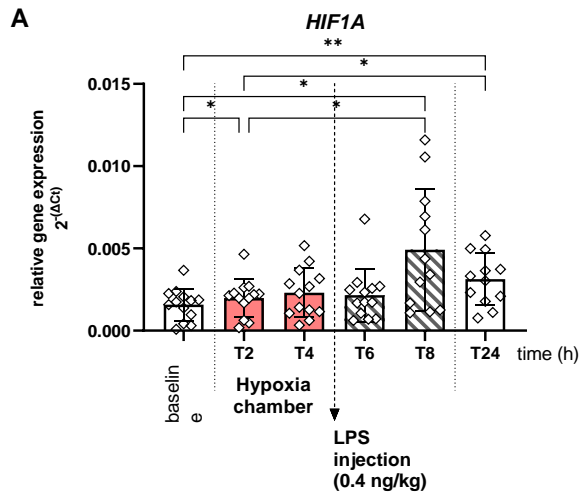 A
HIF1A
**
*
*
*
*
relative gene expression
2^-(ΔCt)
0.015
0.010
0.005
0.000
T2
T4
T6
T8
T24
time (h)
baselin
e
Hypoxia
chamber
LPS
injection
(0.4 ng/kg)